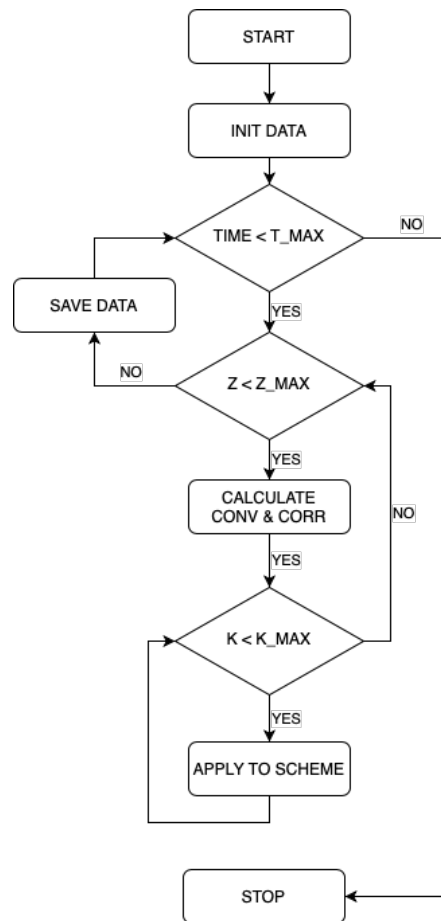 START
INIT DATA
TIME < T_MAX
NO
SAVE DATA
YES
Z < Z_MAX
NO
YES
CALCULATE
CONV & CORR
NO
YES
K < K_MAX
YES
APPLY TO SCHEME
STOP